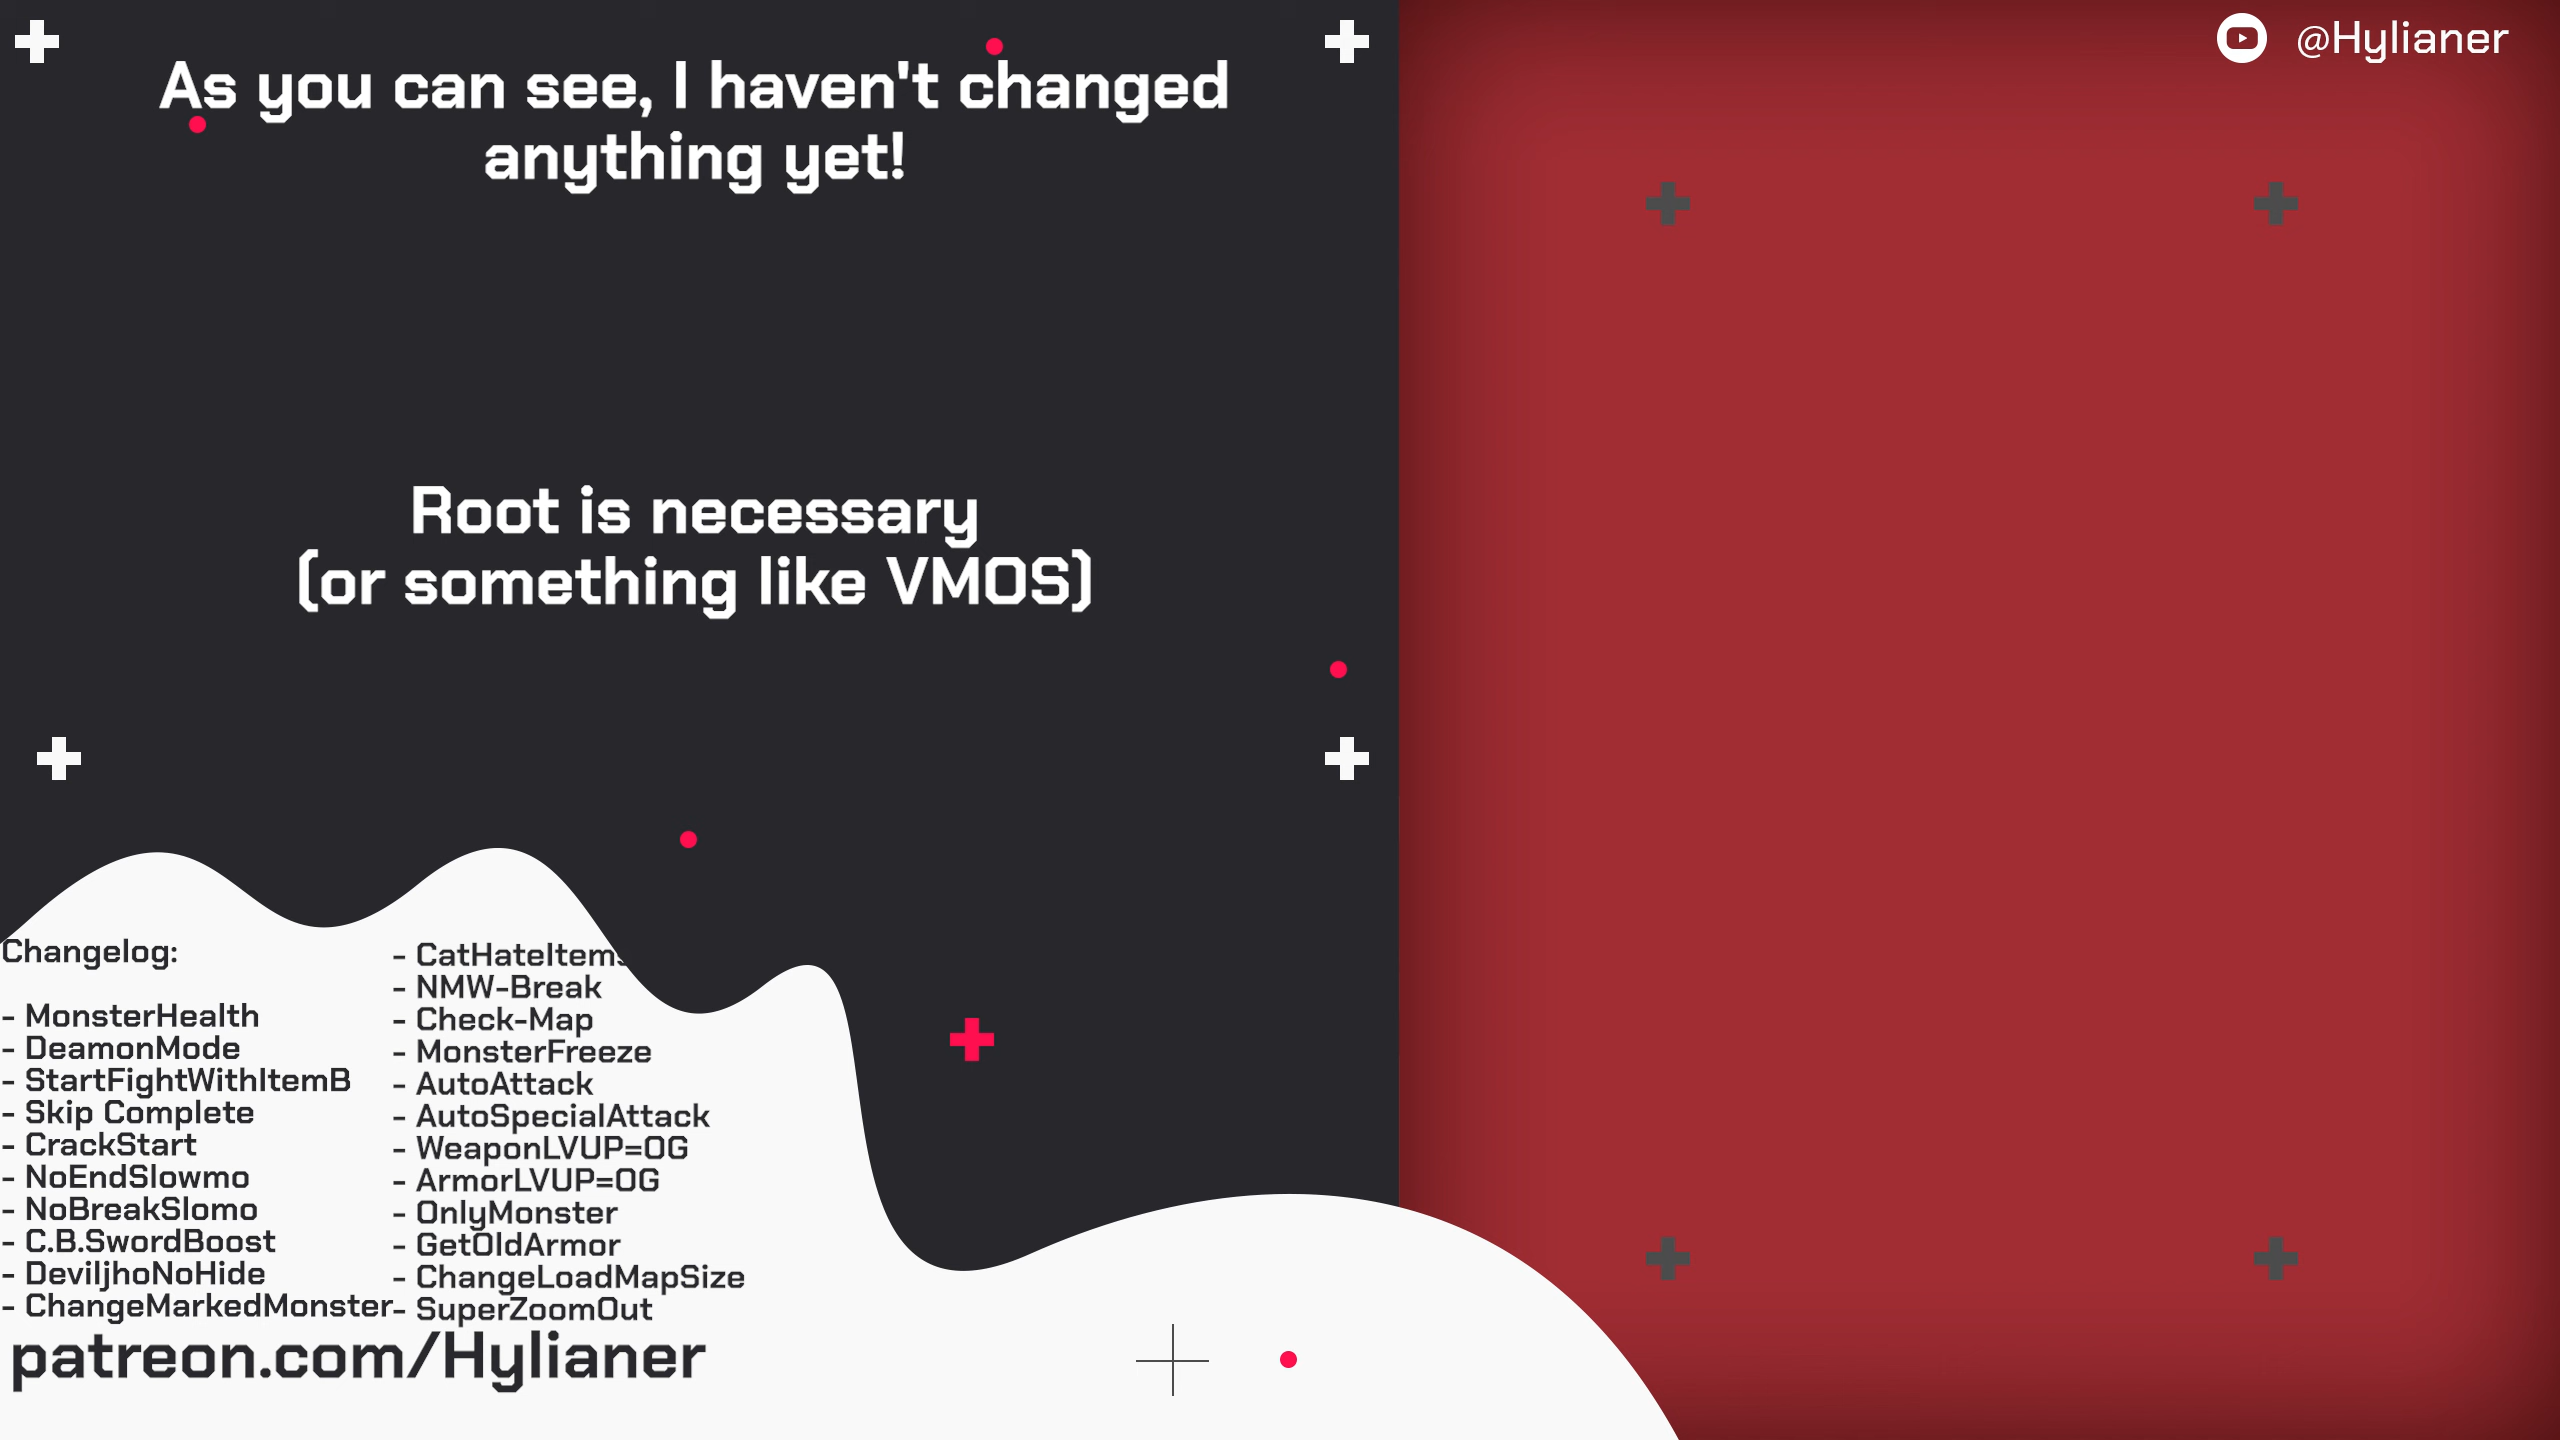 @Hylianer
As you can see, I haven't changed
anything yet!
Root is necessary
(or something like VMOS)
Changelog:
- MonsterHealth
- DeamonMode
- StartFightWithItemB
- Skip Complete
- CrackStart
- NoEndSlowmo
- NoBreakSlomo
- C.B.SwordBoost
- DeviljhoNoHide
- ChangeMarkedMonster
- CatHateItems
- NMW-Break
- Check-Map
- MonsterFreeze
- AutoAttack
- AutoSpecialAttack
- WeaponLVUP=OG
- ArmorLVUP=OG
- OnlyMonster
- GetOldArmor
- ChangeLoadMapSize
- SuperZoomOut
patreon.com/Hylianer